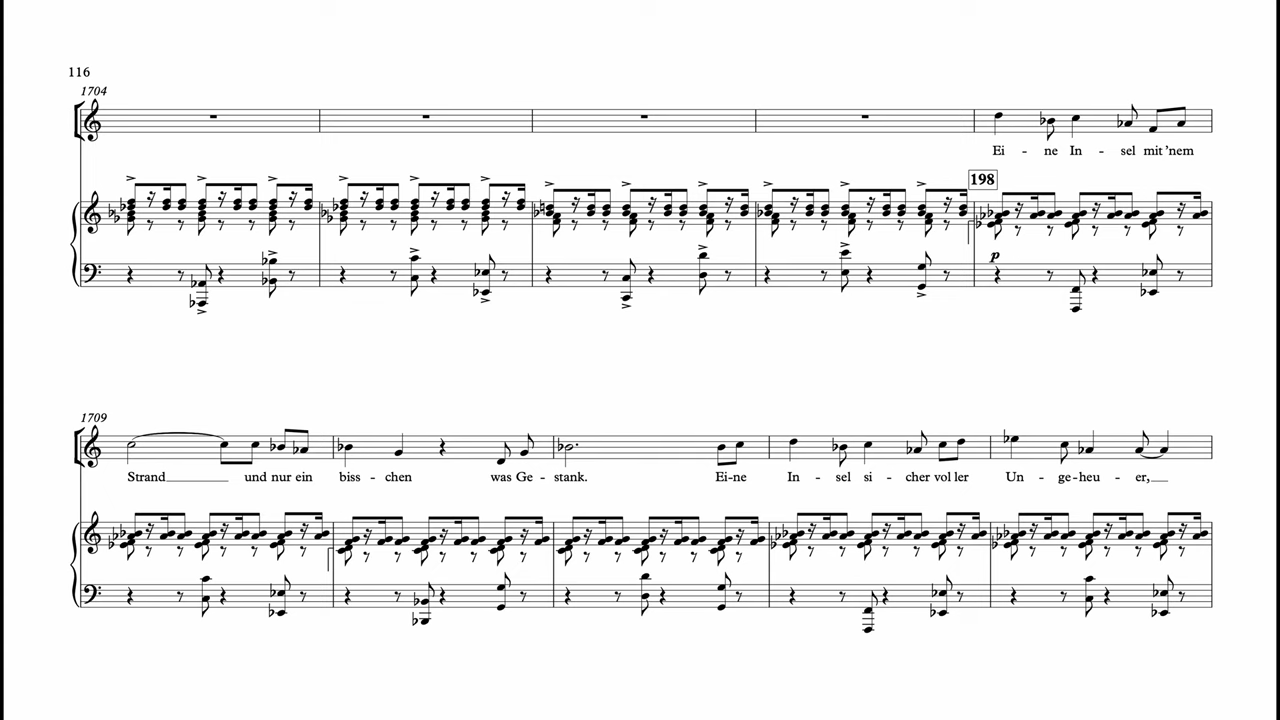 116
1704
Ei - ne In - sel mit 'nem
198
p
1709
Strand und nur ein biss - chen was Ge - stank. Ei-ne In - sel si - cher vol ler Un - ge-heu - er,